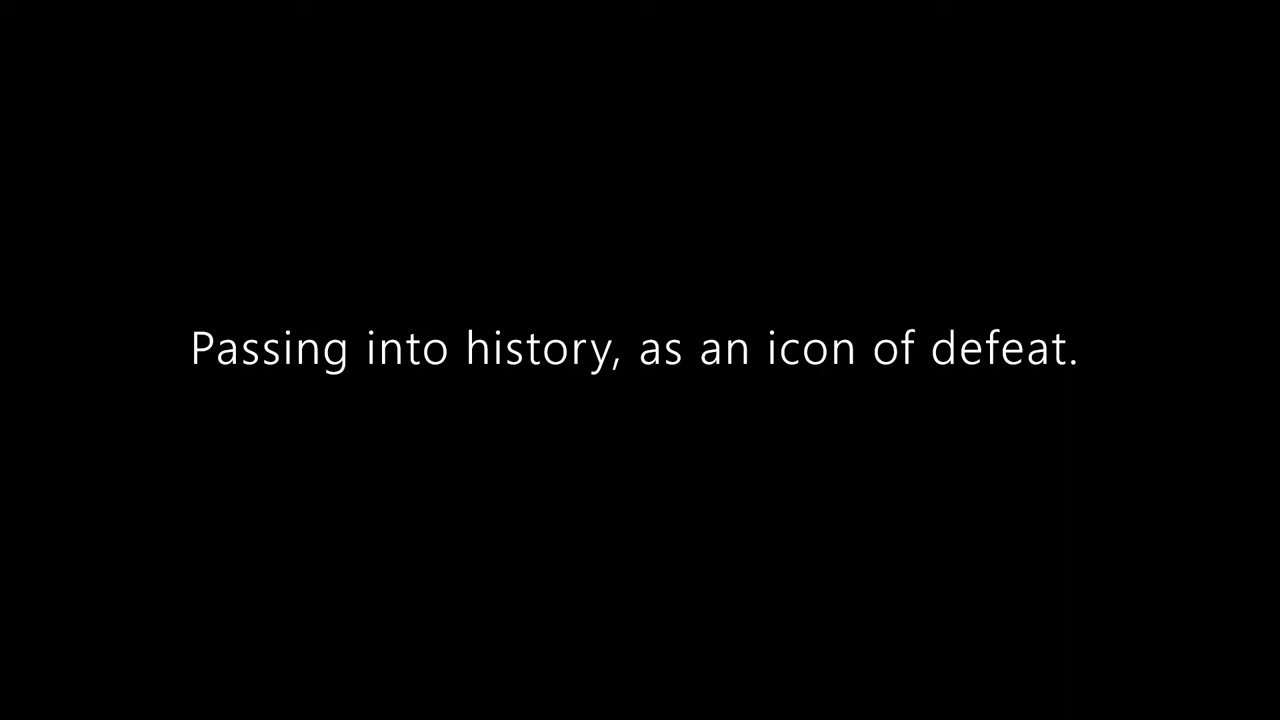 Passing into history, as an icon of defeat.